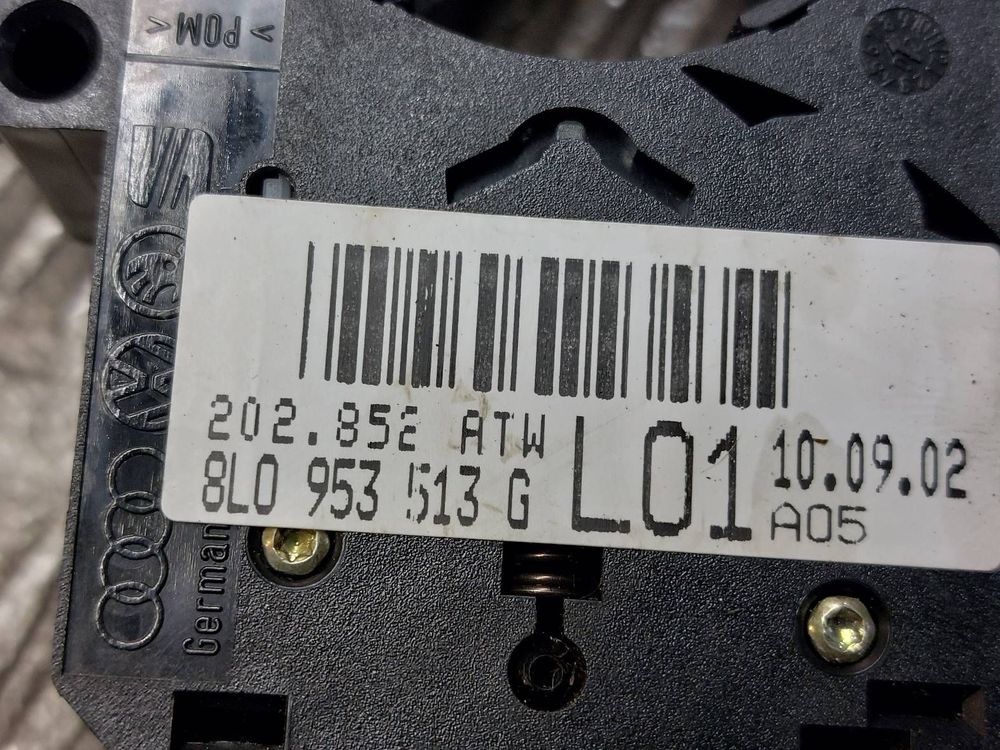 > POM <
202.852 ATW
8L0 953 513 G
L01
10.09.02
A05
German